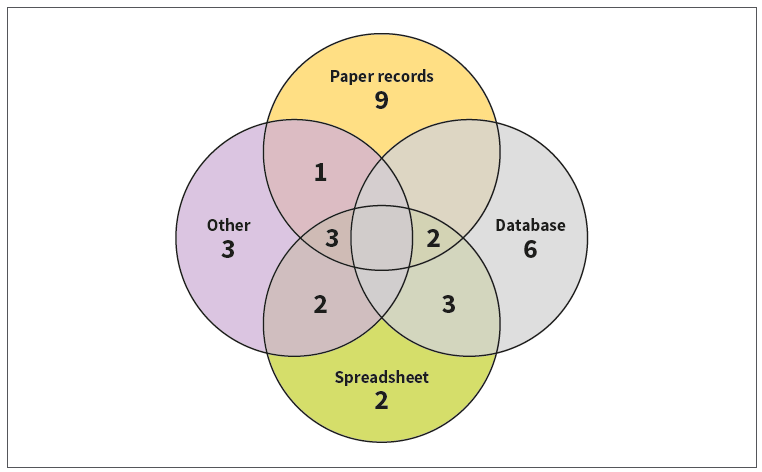 Paper records
9
1
Other
3
3
2
Database
6
2
3
Spreadsheet
2